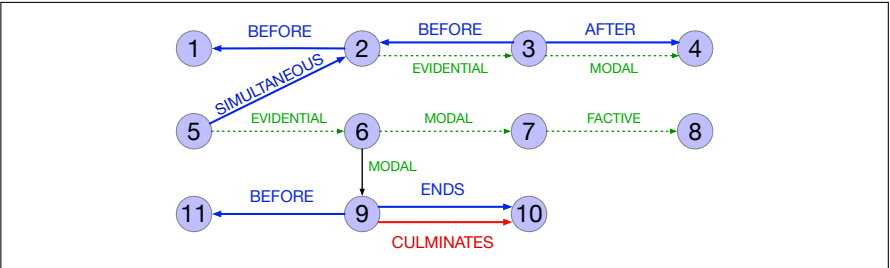 BEFORE BEFORE AFTER
1 2 3 4
EVIDENTIAL MODAL
SIMULTANEOUS
EVIDENTIAL MODAL FACTIVE
5 6 7 8
MODAL
BEFORE ENDS
11 9 10
CULMINATES